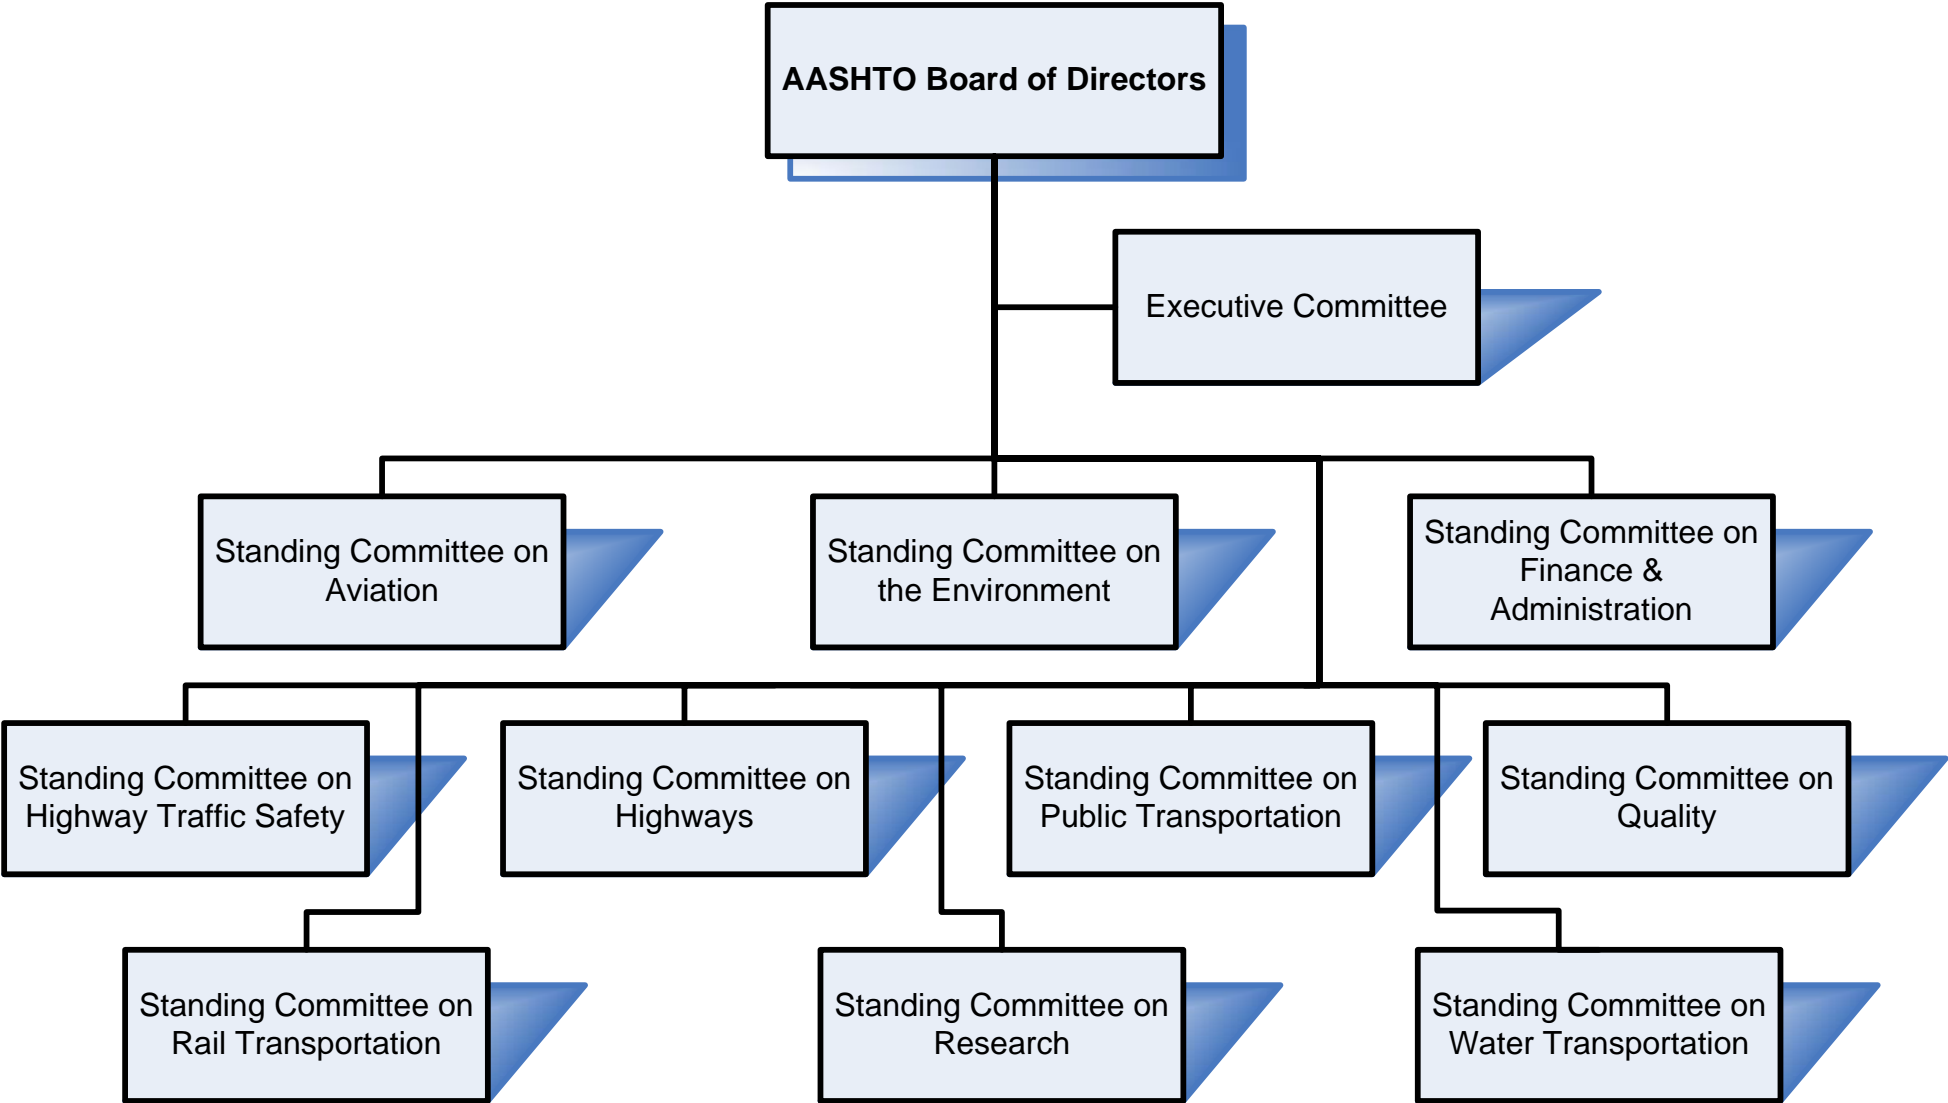 AASHTO Board of Directors
Executive Committee
Standing Committee on
Aviation
Standing Committee on
the Environment
Standing Committee on
Finance &
Administration
Standing Committee on
Highway Traffic Safety
Standing Committee on
Highways
Standing Committee on
Public Transportation
Standing Committee on
Quality
Standing Committee on
Rail Transportation
Standing Committee on
Research
Standing Committee on
Water Transportation